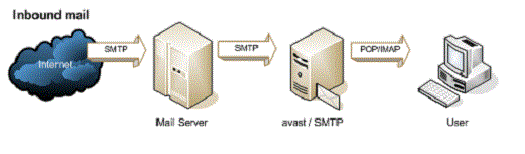 Inbound mail
SMTP
SMTP
POP/IMAP
Internet
Mail Server
avast / SMTP
User